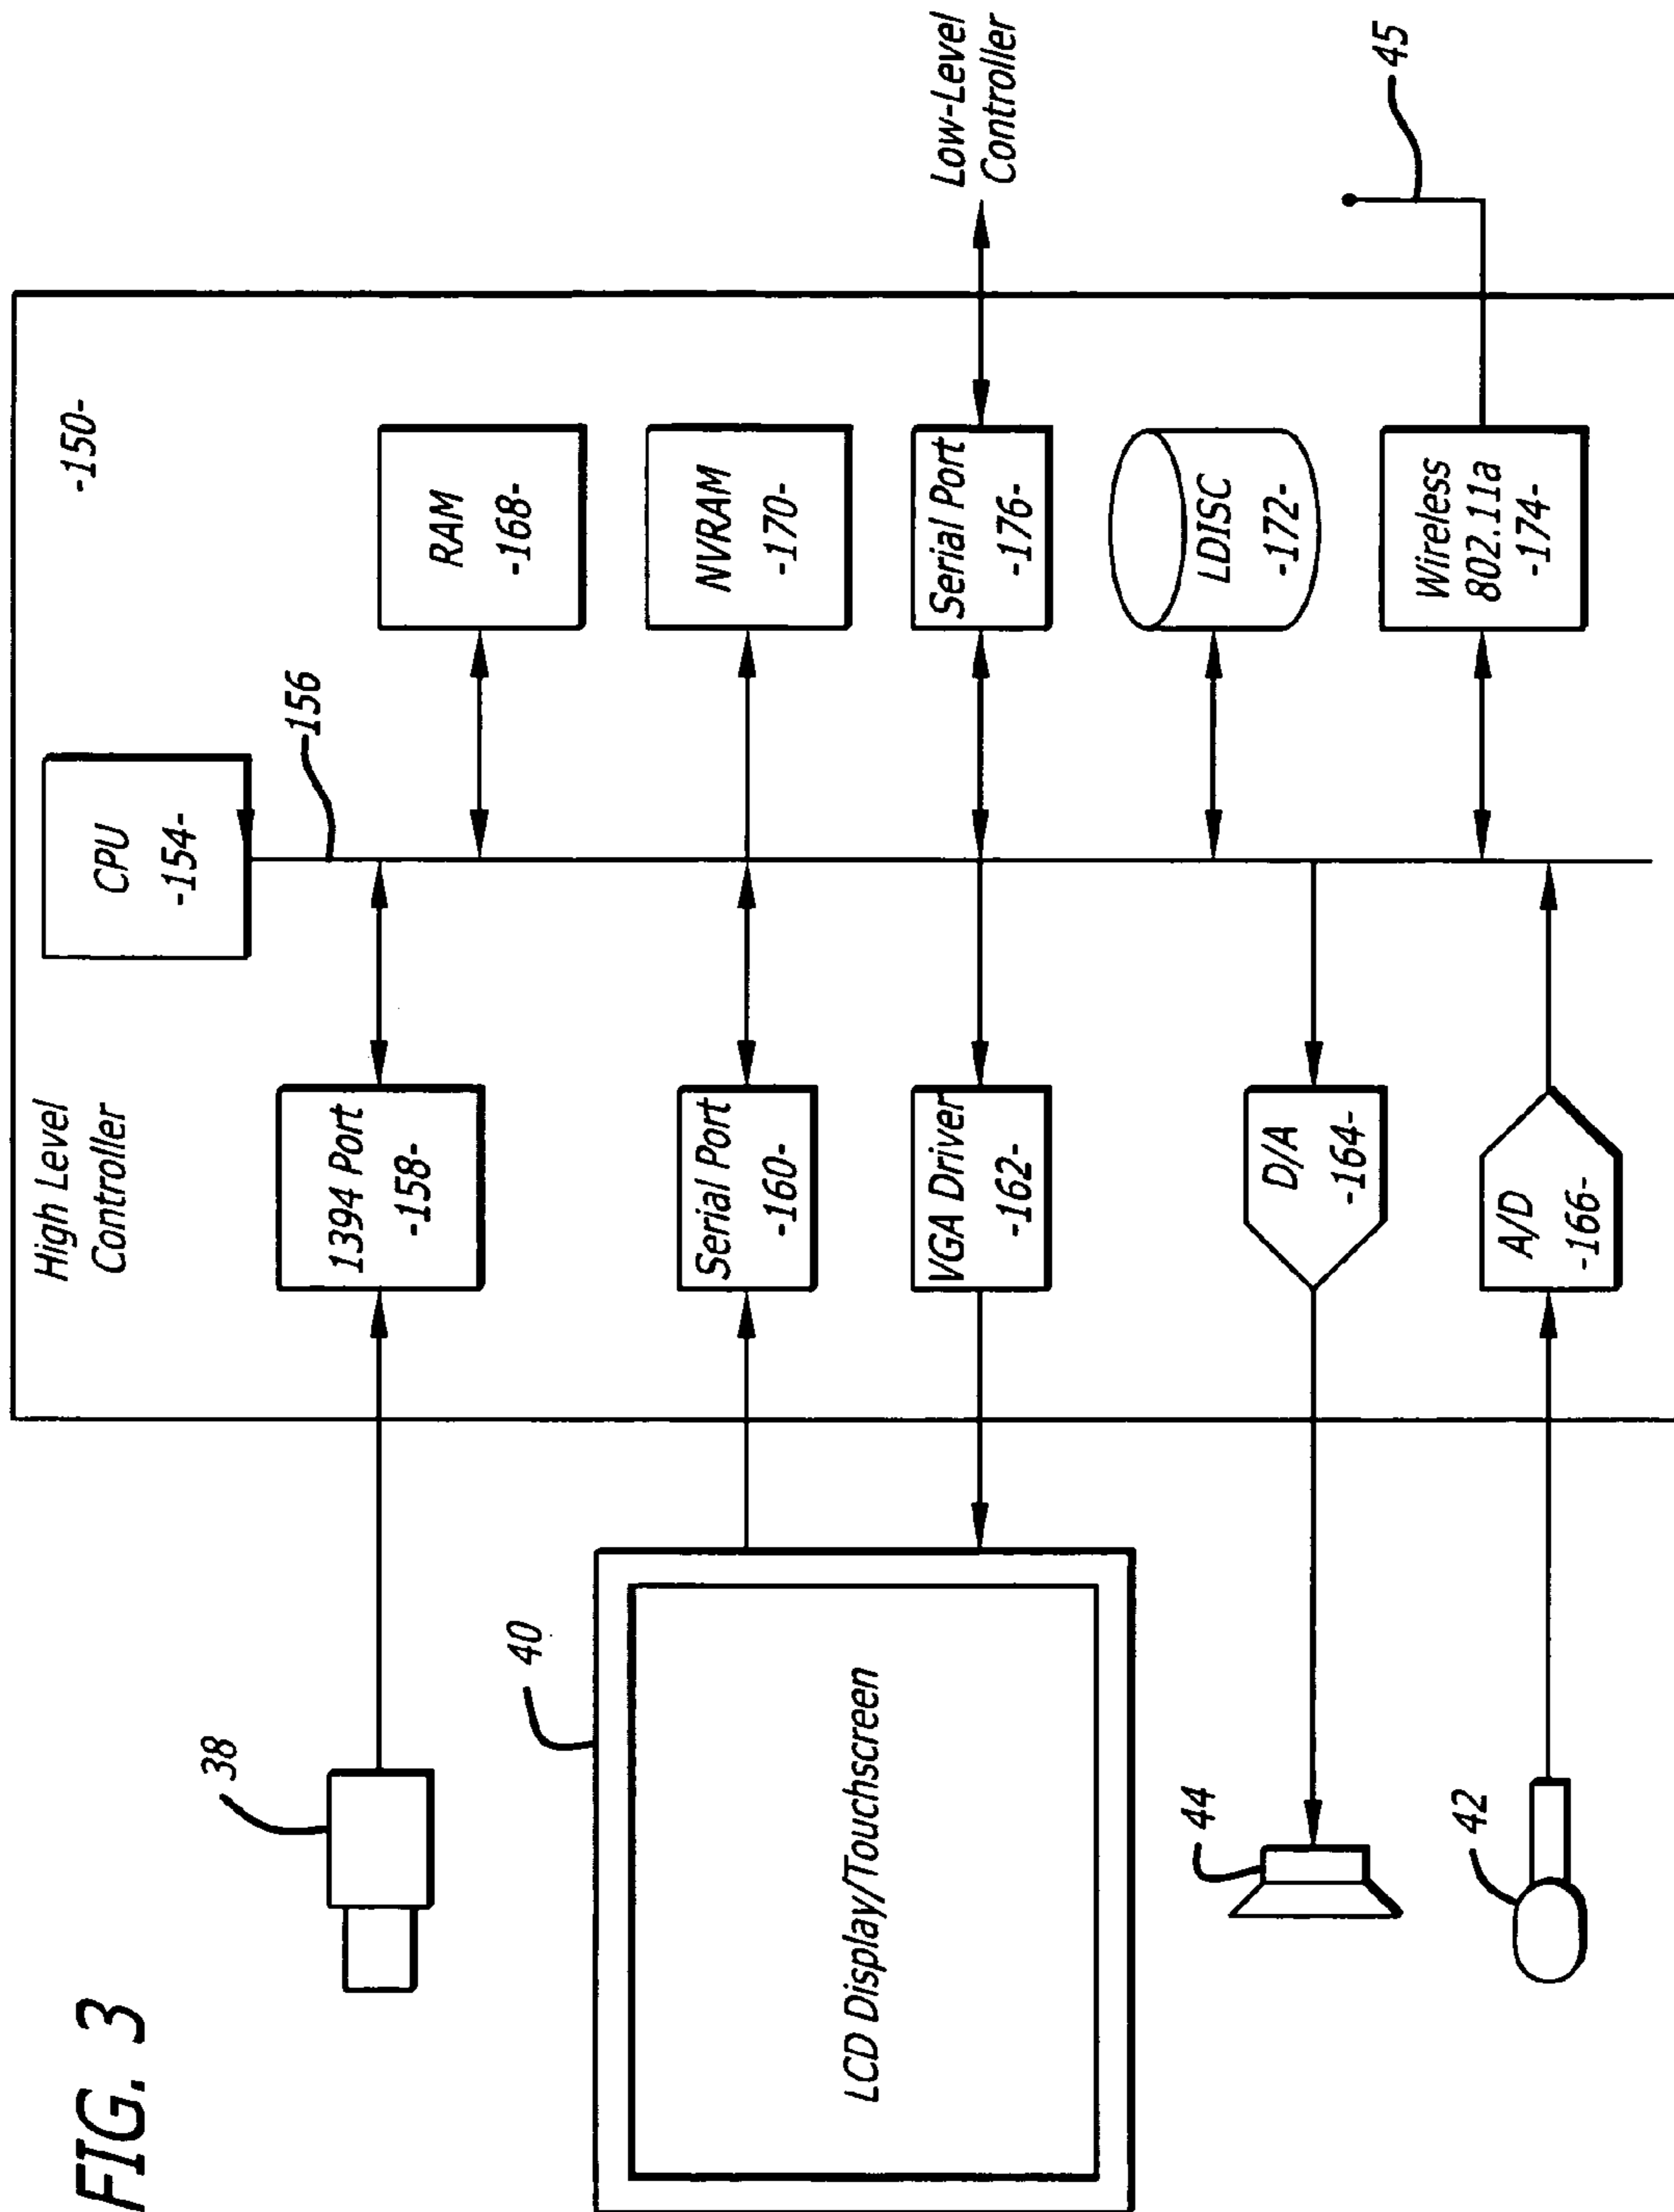 FIG. 3
High Level
Controller
-150-
CPU
-154-
156
38
1394 Port
-158-
RAM
-168-
40
LCD Display/Touchscreen
Serial Port
-160-
NVRAM
-170-
VGA Driver
-162-
Serial Port
-176-
Low-Level
Controller
LDISC
-172-
44
D/A
-164-
Wireless
802.11a
-174-
45
42
A/D
-166-